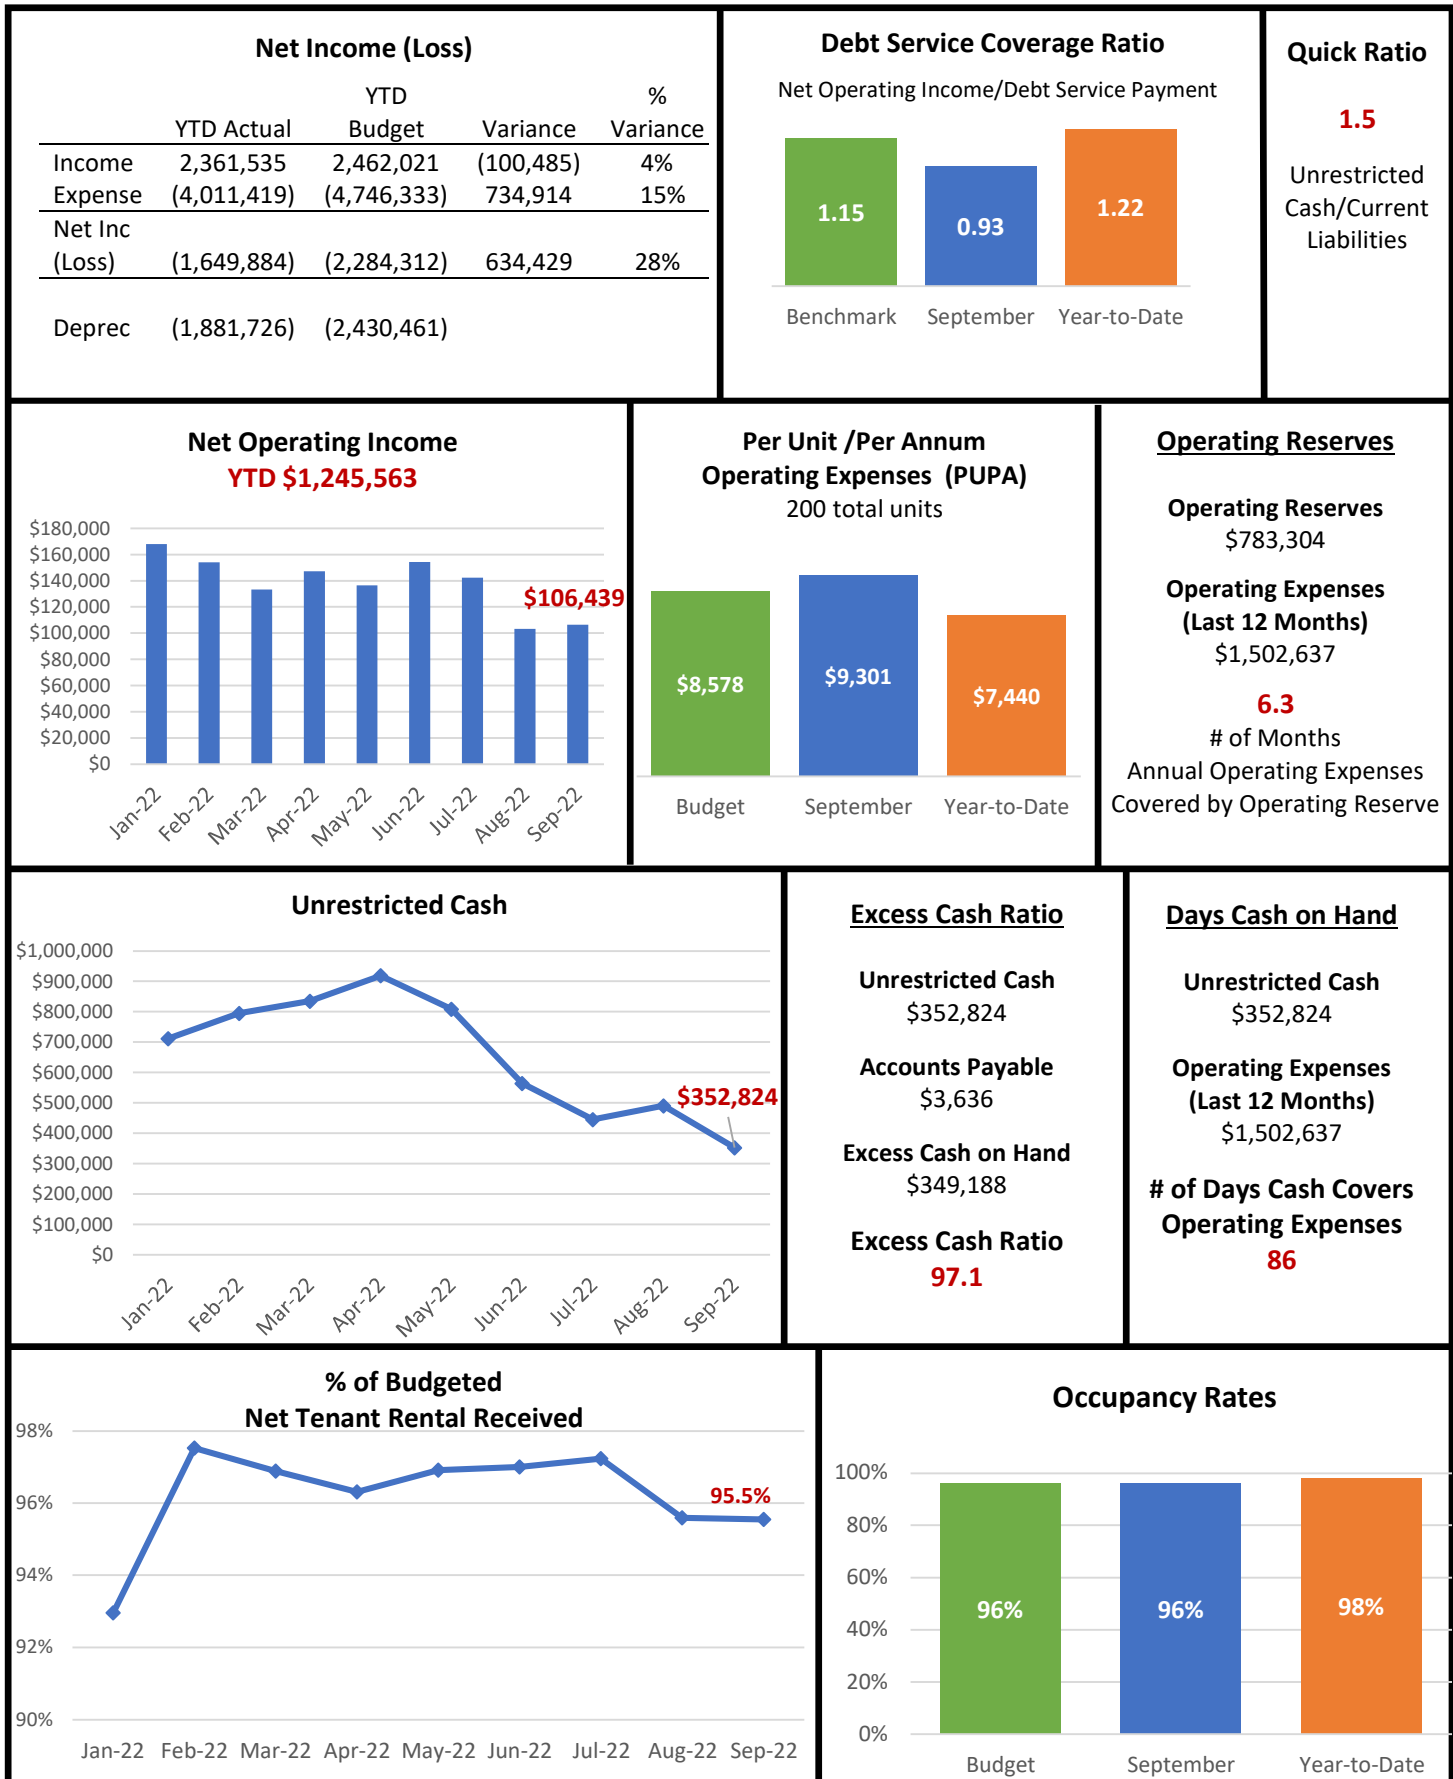 Net Income (Loss)
YTD %
YTD Actual Budget Variance Variance
Income 2,361,535 2,462,021 (100,485) 4%
Expense (4,011,419) (4,746,333) 734,914 15%
Net Inc
(Loss) (1,649,884) (2,284,312) 634,429 28%
Deprec (1,881,726) (2,430,461)
Debt Service Coverage Ratio
Net Operating Income/Debt Service Payment
1.15 0.93 1.22
Benchmark September Year-to-Date
Quick Ratio
1.5
Unrestricted
Cash/Current
Liabilities
Net Operating Income
YTD $1,245,563
$180,000
$160,000
$140,000
$120,000
$100,000
$80,000
$60,000
$40,000
$20,000
$0
$106,439
Jan-22 Feb-22 Mar-22 Apr-22 May-22 Jun-22 Jul-22 Aug-22 Sep-22
Per Unit /Per Annum
Operating Expenses (PUPA)
200 total units
$8,578 $9,301 $7,440
Budget September Year-to-Date
Operating Reserves
Operating Reserves
$783,304
Operating Expenses
(Last 12 Months)
$1,502,637
6.3
# of Months
Annual Operating Expenses
Covered by Operating Reserve
Unrestricted Cash
$1,000,000
$900,000
$800,000
$700,000
$600,000
$500,000
$400,000
$300,000
$200,000
$100,000
$0
$352,824
Jan-22 Feb-22 Mar-22 Apr-22 May-22 Jun-22 Jul-22 Aug-22 Sep-22
Excess Cash Ratio
Unrestricted Cash
$352,824
Accounts Payable
$3,636
Excess Cash on Hand
$349,188
Excess Cash Ratio
97.1
Days Cash on Hand
Unrestricted Cash
$352,824
Operating Expenses
(Last 12 Months)
$1,502,637
# of Days Cash Covers
Operating Expenses
86
% of Budgeted
Net Tenant Rental Received
98%
96%
94%
92%
90%
95.5%
Jan-22 Feb-22 Mar-22 Apr-22 May-22 Jun-22 Jul-22 Aug-22 Sep-22
Occupancy Rates
100%
80%
60%
40%
20%
0%
96% 96% 98%
Budget September Year-to-Date